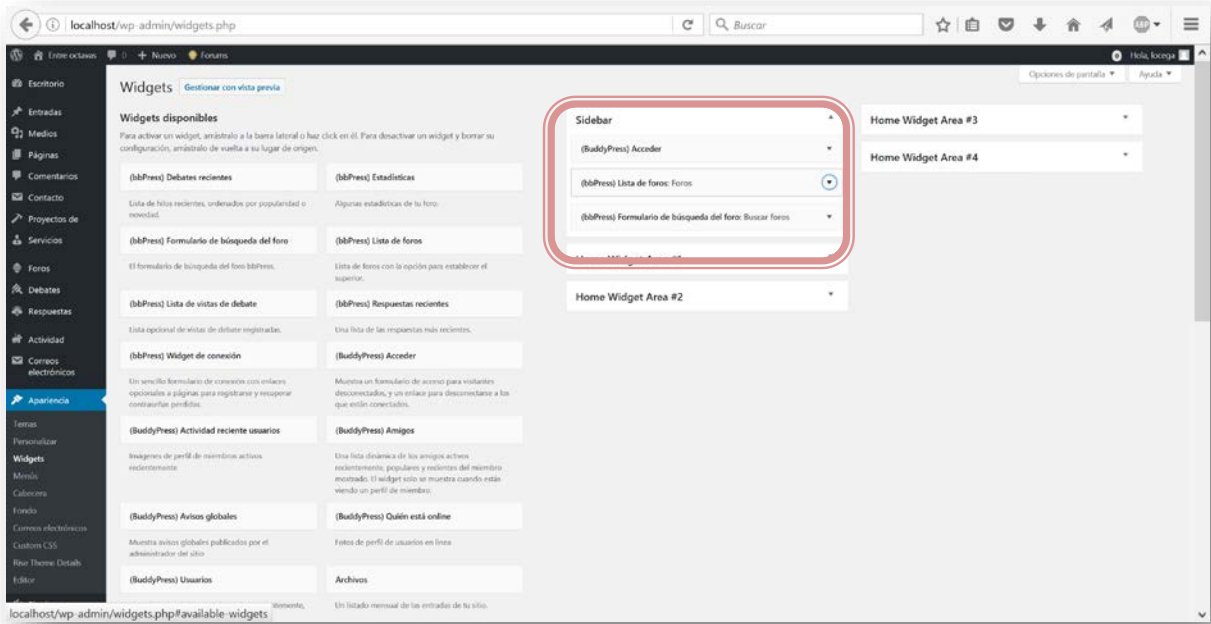 localhost/wp-admin/widgets.php
Buscar
Entre octavas 0 + Nuevo Forums
Hola, locega
Opciones de pantalla ▼ Ayuda ▼
Escritorio
Entradas
Medios
Páginas
Comentarios
Contacto
Proyectos de
Servicios
Foros
Debates
Respuestas
Actividad
Correos
electrónicos
Apariencia
Temas
Personalizar
Widgets
Menús
Cabecera
Fondo
Correos electrónicos
Custom CSS
Rise Theme Details
Editor
Widgets Gestionar con vista previa
Widgets disponibles
Para activar un widget, arrástralo a la barra lateral o haz click en él. Para desactivar un widget y borrar su
configuración, arrástralo de vuelta a su lugar de origen.
(bbPress) Debates recientes
Lista de hilos recientes, ordenados por popularidad o
novedad.
(bbPress) Estadísticas
Algunas estadísticas de tu foro.
(bbPress) Formulario de búsqueda del foro
El formulario de búsqueda del foro bbPress.
(bbPress) Lista de foros
Lista de foros con la opción para establecer el
superior.
(bbPress) Lista de vistas de debate
Lista opcional de vistas de debate registradas.
(bbPress) Respuestas recientes
Una lista de las respuestas más recientes.
(bbPress) Widget de conexión
Un sencillo formulario de conexión con enlaces
opcionales a páginas para registrarse y recuperar
contraseñas perdidas.
(BuddyPress) Acceder
Muestra un formulario de acceso para visitantes
desconectados, y un enlace para desconectarse a los
que están conectados.
(BuddyPress) Actividad reciente usuarios
Imágenes de perfil de miembros activos
recientemente
(BuddyPress) Amigos
Una lista dinámica de los amigos activos
recientemente, populares y recientes del miembro
mostrado. El widget solo se muestra cuando estás
viendo un perfil de miembro.
(BuddyPress) Avisos globales
Muestra avisos globales publicados por el
administrador del sitio
(BuddyPress) Quién está online
Fotos de perfil de usuarios en línea
(BuddyPress) Usuarios
Archivos
Un listado mensual de las entradas de tu sitio.
Sidebar
(BuddyPress) Acceder
(bbPress) Lista de foros: Foros
(bbPress) Formulario de búsqueda del foro: Buscar foros
Home Widget Area #2
Home Widget Area #3
Home Widget Area #4
localhost/wp-admin/widgets.php#available-widgets